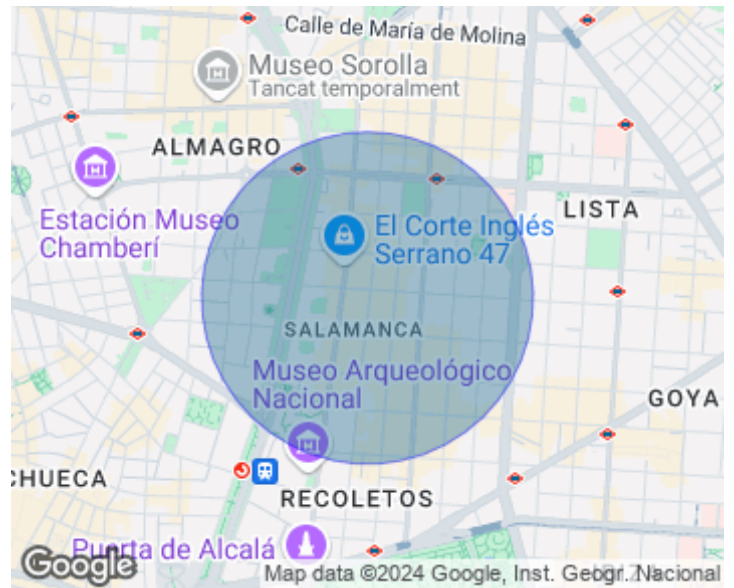 Calle de María de Molina
Museo Sorolla
Tancat temporalment
ALMAGRO
Estación Museo
Chamberí
LISTA
El Corte Inglés
Serrano 47
SALAMANCA
Museo Arqueológico
Nacional
GOYA
CHUECA
RECOLETOS
Puerta de Alcalá
Google
Map data ©2024 Google, Inst. Geogr. Nacional